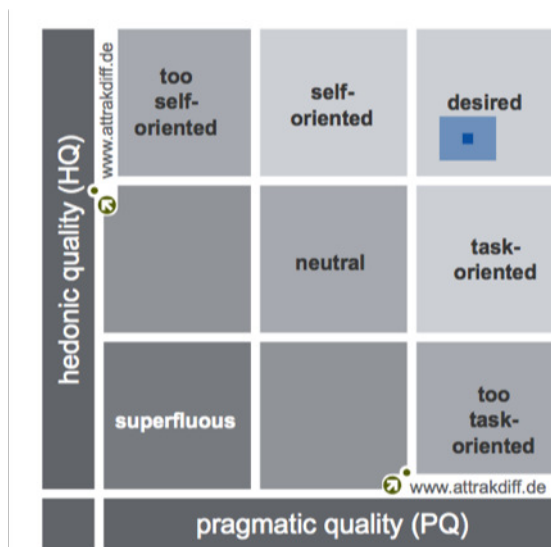 hedonic quality (HQ)
www.attrakdiff.de
too
self-
oriented
self-
oriented
desired
neutral
task-
oriented
superfluous
too
task-
oriented
www.attrakdiff.de
pragmatic quality (PQ)